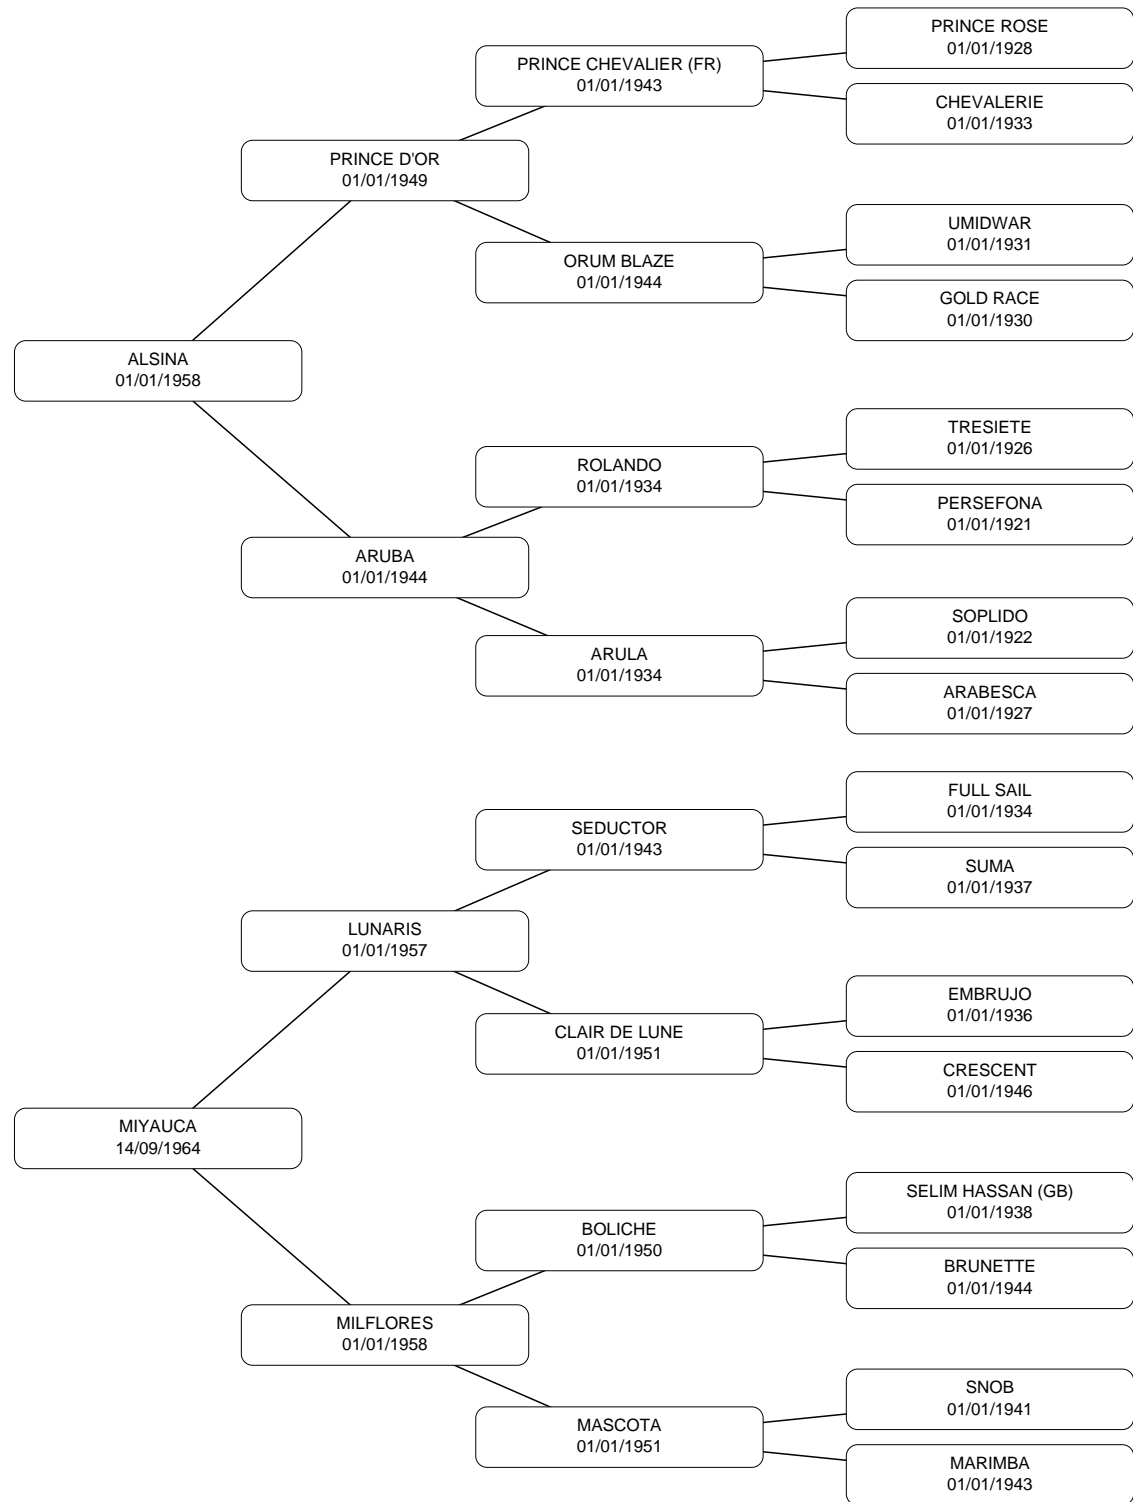 PRINCE ROSE
01/01/1928
PRINCE CHEVALIER (FR)
01/01/1943
CHEVALERIE
01/01/1933
PRINCE D'OR
01/01/1949
UMIDWAR
01/01/1931
ORUM BLAZE
01/01/1944
GOLD RACE
01/01/1930
ALSINA
01/01/1958
TRESIETE
01/01/1926
ROLANDO
01/01/1934
PERSEFONA
01/01/1921
ARUBA
01/01/1944
SOPLIDO
01/01/1922
ARULA
01/01/1934
ARABESCA
01/01/1927
FULL SAIL
01/01/1934
SEDUCTOR
01/01/1943
SUMA
01/01/1937
LUNARIS
01/01/1957
EMBRUJO
01/01/1936
CLAIR DE LUNE
01/01/1951
CRESCENT
01/01/1946
MIYAUCA
14/09/1964
SELIM HASSAN (GB)
01/01/1938
BOLICHE
01/01/1950
BRUNETTE
01/01/1944
MILFLORES
01/01/1958
SNOB
01/01/1941
MASCOTA
01/01/1951
MARIMBA
01/01/1943